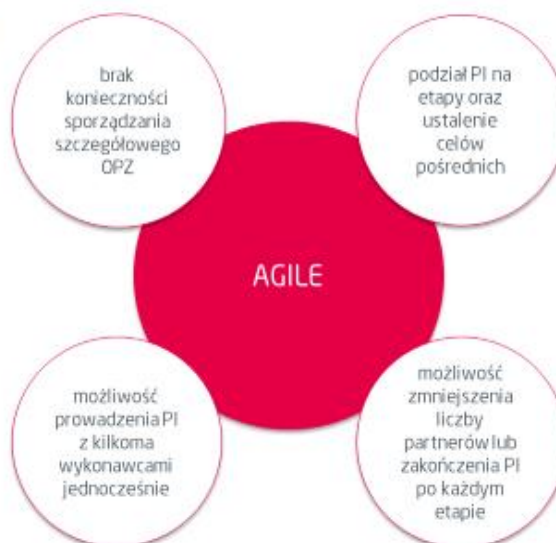 brak
konieczności
sporządzania
szczegółowego
OPZ
podział PI na
etapy oraz
ustalenie
celów
pośrednich
AGILE
możliwość
prowadzenia PI
z kilkoma
wykonawcami
jednocześnie
możliwość
zmniejszenia
liczby
partnerów lub
zakończenia PI
po każdym
etapie